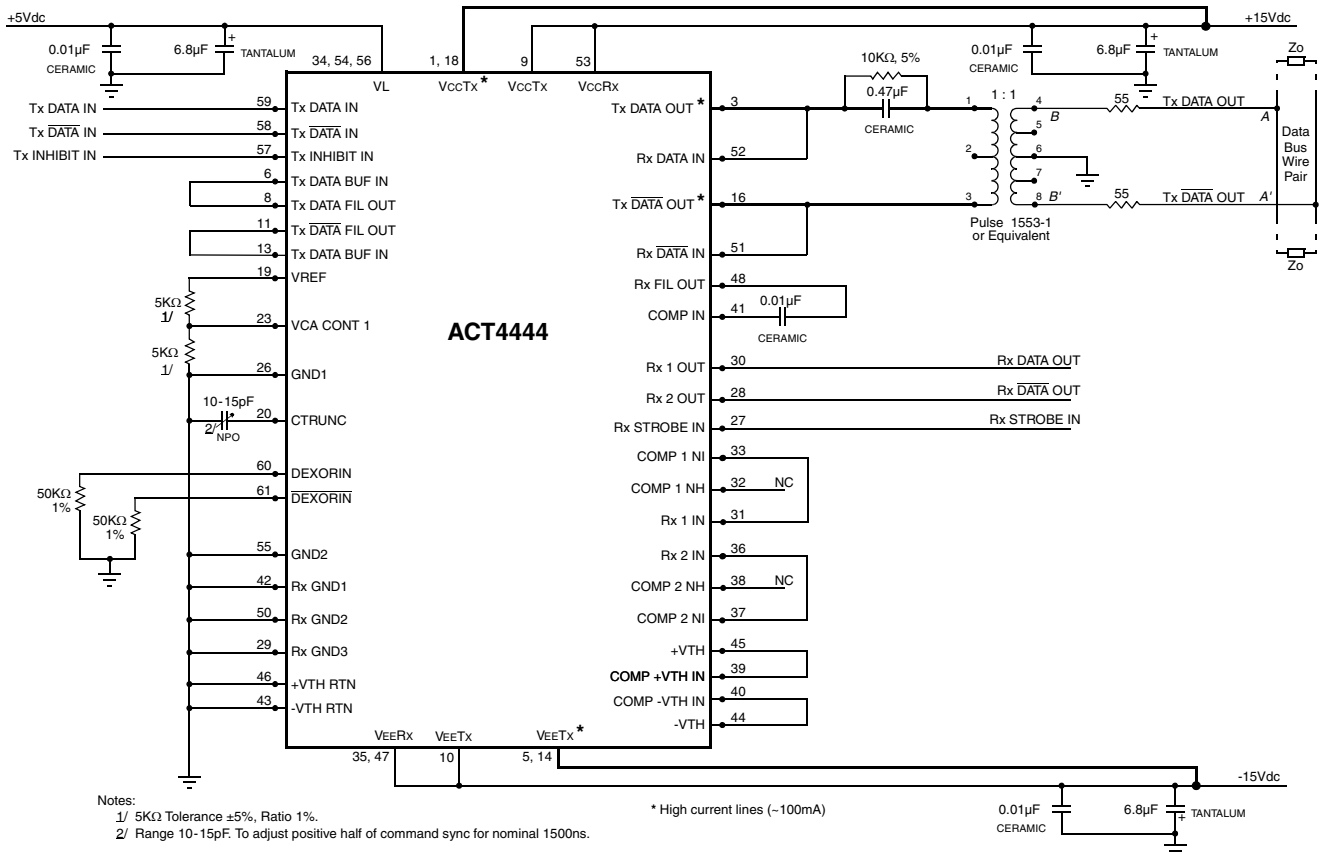 +5Vdc
0.01µF
CERAMIC
6.8µF
+
TANTALUM
34, 54, 56
VL
1, 18
VCCTx *
9
VCCTx
53
VCCRx
+15Vdc
0.01µF
CERAMIC
6.8µF
+
TANTALUM
10KΩ, 5%
0.47µF
CERAMIC
1 : 1
Zo
Tx DATA IN
59
Tx DATA IN
Tx D̅A̅T̅A̅ IN
58
Tx D̅A̅T̅A̅ IN
Tx INHIBIT IN
57
Tx INHIBIT IN
6
Tx DATA BUF IN
8
Tx DATA FIL OUT
11
Tx D̅A̅T̅A̅ FIL OUT
13
Tx DATA BUF IN
19
VREF
5KΩ
1/
23
VCA CONT 1
5KΩ
1/
26
GND1
10-15pF
2/
NPO
20
CTRUNC
60
DEXORIN
50KΩ
1%
61
D̅E̅X̅O̅R̅I̅N̅
50KΩ
1%
55
GND2
42
Rx GND1
50
Rx GND2
29
Rx GND3
46
+VTH RTN
43
-VTH RTN
ACT4444
Tx DATA OUT *
3
Rx DATA IN
52
Tx D̅A̅T̅A̅ OUT *
16
Rx D̅A̅T̅A̅ IN
51
Rx FIL OUT
48
COMP IN
41
0.01µF
CERAMIC
1
2
3
4
B
5
6
7
8
B'
Pulse 1553-1
or Equivalent
55
Tx DATA OUT
A
55
Tx D̅A̅T̅A̅ OUT
A'
Data
Bus
Wire
Pair
Zo
Rx 1 OUT
30
Rx DATA OUT
Rx 2 OUT
28
Rx D̅A̅T̅A̅ OUT
Rx STROBE IN
27
Rx STROBE IN
COMP 1 NI
33
COMP 1 NH
32
NC
Rx 1 IN
31
Rx 2 IN
36
COMP 2 NH
38
NC
COMP 2 NI
37
+VTH
45
COMP +VTH IN
39
COMP -VTH IN
40
-VTH
44
VEERx
35, 47
VEETx
10
VEETx *
5, 14
-15Vdc
0.01µF
CERAMIC
6.8µF
+
TANTALUM
* High current lines (~100mA)
Notes:
1/ 5KΩ Tolerance ±5%, Ratio 1%.
2/ Range 10-15pF. To adjust positive half of command sync for nominal 1500ns.